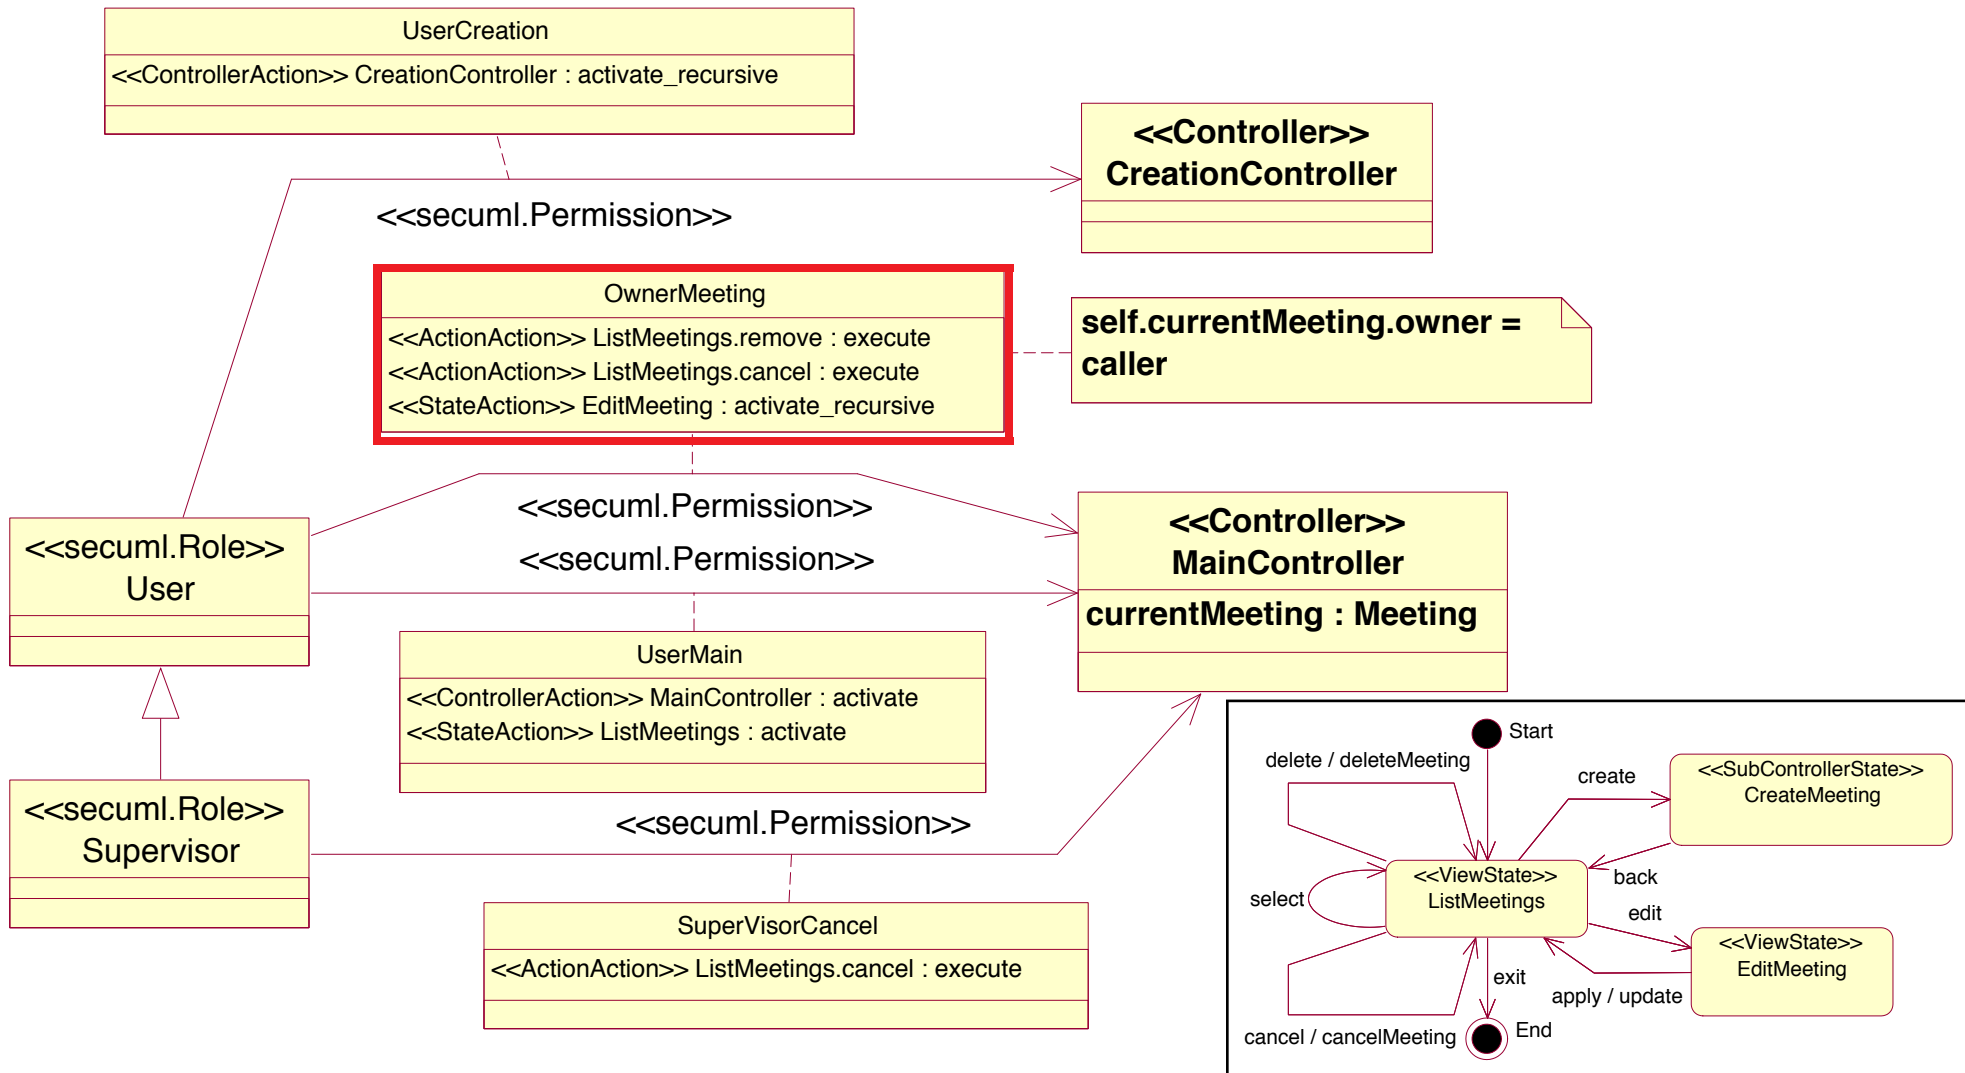 UserCreation
<<ControllerAction>> CreationController : activate_recursive
<<Controller>>
CreationController
<<secuml.Permission>>
OwnerMeeting
<<ActionAction>> ListMeetings.remove : execute
<<ActionAction>> ListMeetings.cancel : execute
<<StateAction>> EditMeeting : activate_recursive
self.currentMeeting.owner =
caller
<<secuml.Permission>>
<<secuml.Permission>>
<<secuml.Role>>
User
<<Controller>>
MainController
currentMeeting : Meeting
UserMain
<<ControllerAction>> MainController : activate
<<StateAction>> ListMeetings : activate
<<secuml.Role>>
Supervisor
<<secuml.Permission>>
SuperVisorCancel
<<ActionAction>> ListMeetings.cancel : execute
Start
delete / deleteMeeting
create
<<SubControllerState>>
CreateMeeting
<<ViewState>>
ListMeetings
back
select
edit
<<ViewState>>
EditMeeting
exit
apply / update
cancel / cancelMeeting
End